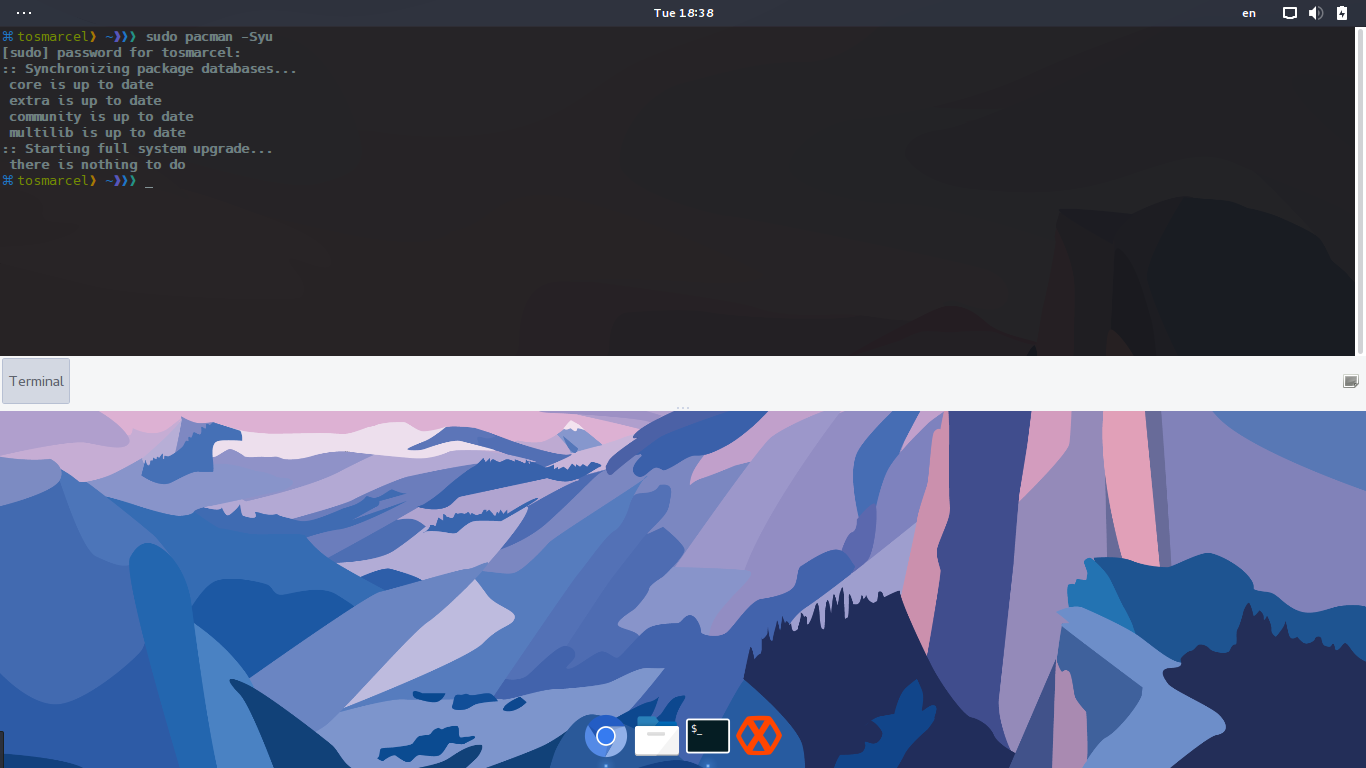 Tue 18:38
en
⌘ tosmarcel❯ ~❯❯❯ sudo pacman -Syu
[sudo] password for tosmarcel:
:: Synchronizing package databases...
core is up to date
extra is up to date
community is up to date
multilib is up to date
:: Starting full system upgrade...
there is nothing to do
⌘ tosmarcel❯ ~❯❯❯ _
Terminal
$_